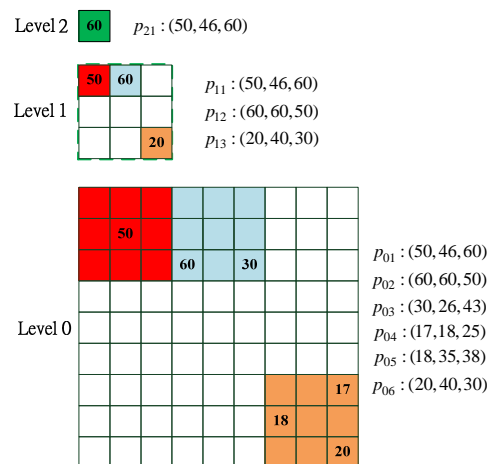 Level 2 60 p21 : (50, 46, 60)
50 60
p11 : (50, 46, 60)
Level 1 p12 : (60, 60, 50)
20 p13 : (20, 40, 30)
50
60 30 p01 : (50, 46, 60)
p02 : (60, 60, 50)
p03 : (30, 26, 43)
Level 0 p04 : (17, 18, 25)
p05 : (18, 35, 38)
17 p06 : (20, 40, 30)
18
20